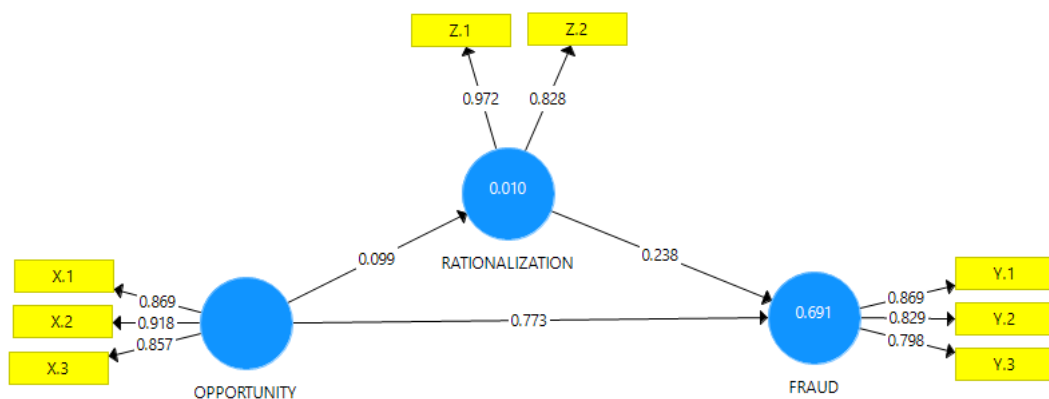 Z.1
Z.2
0.972
0.828
0.010
RATIONALIZATION
0.099
0.238
X.1
X.2
X.3
0.869
0.918
0.857
OPPORTUNITY
0.773
0.691
FRAUD
0.869
0.829
0.798
Y.1
Y.2
Y.3